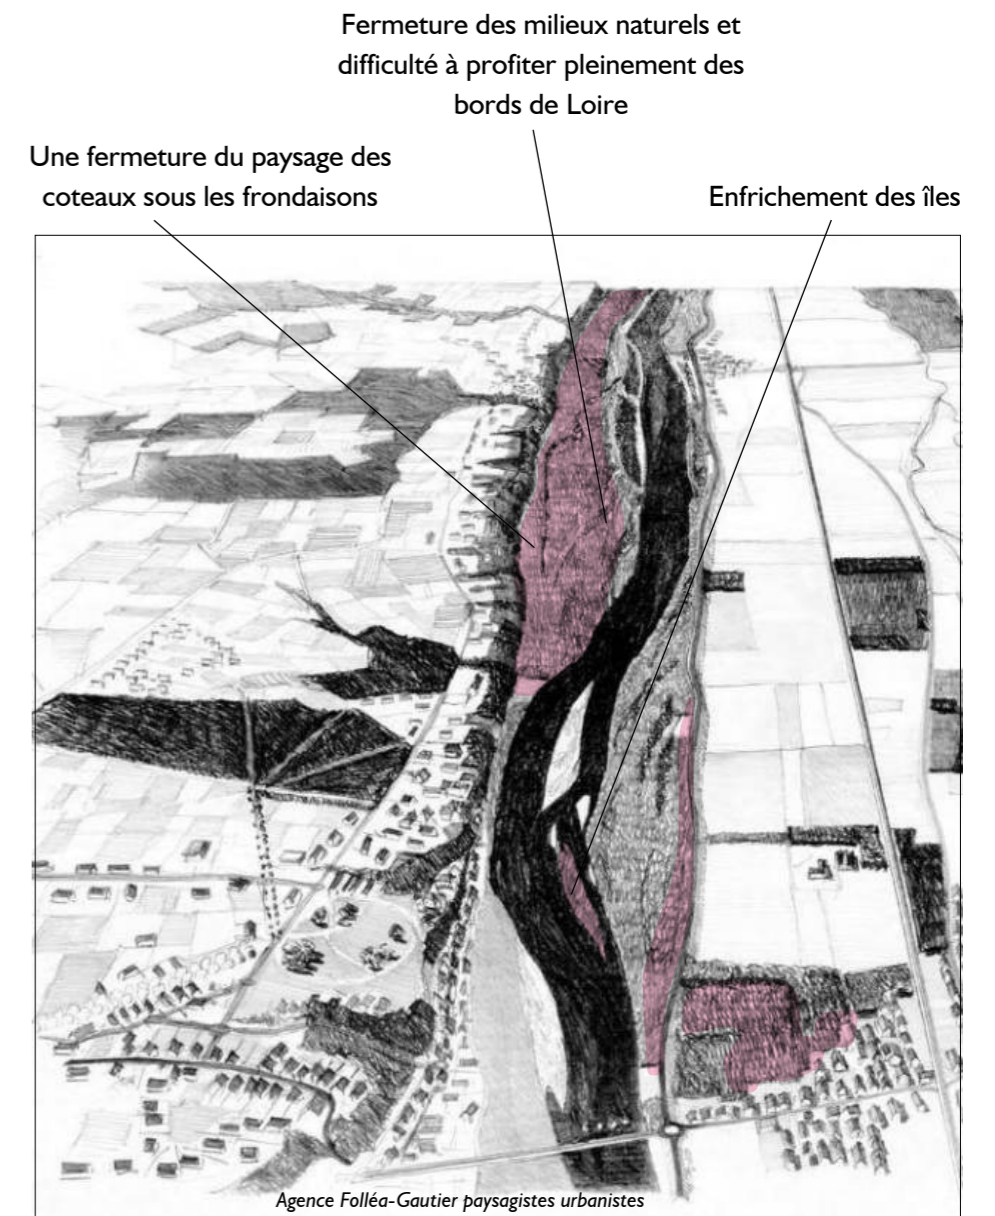 Fermeture des milieux naturels et
difficulté à profiter pleinement des
bords de Loire
Une fermeture du paysage des
coteaux sous les frondaisons
Enfrichement des îles
Agence Folléa-Gautier paysagistes urbanistes